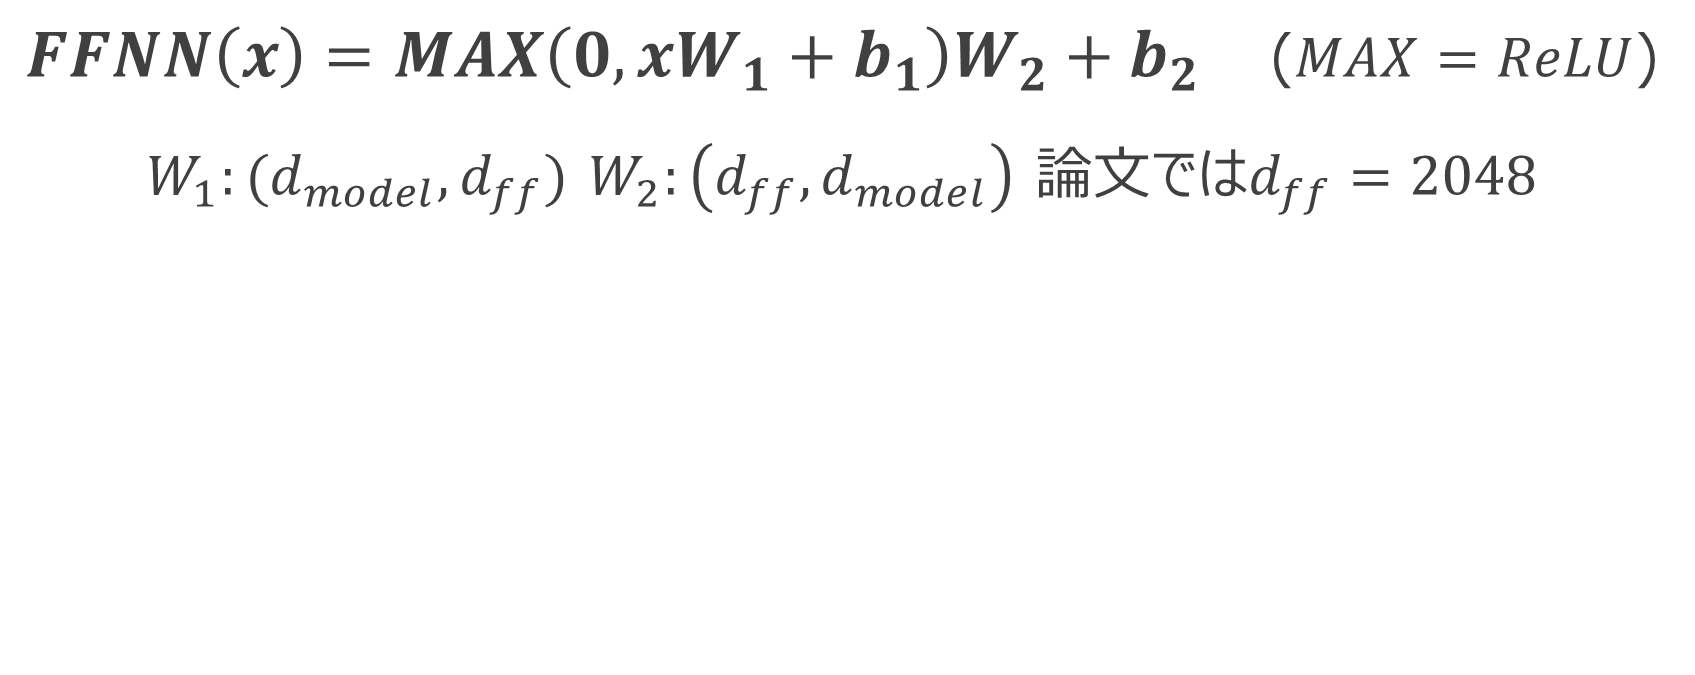 FFNN(x) = MAX(0, xW₁ + b₁)W₂ + b₂ (MAX = ReLU)
W₁: (d_model, d_ff) W₂: (d_ff, d_model) 論文ではd_ff = 2048